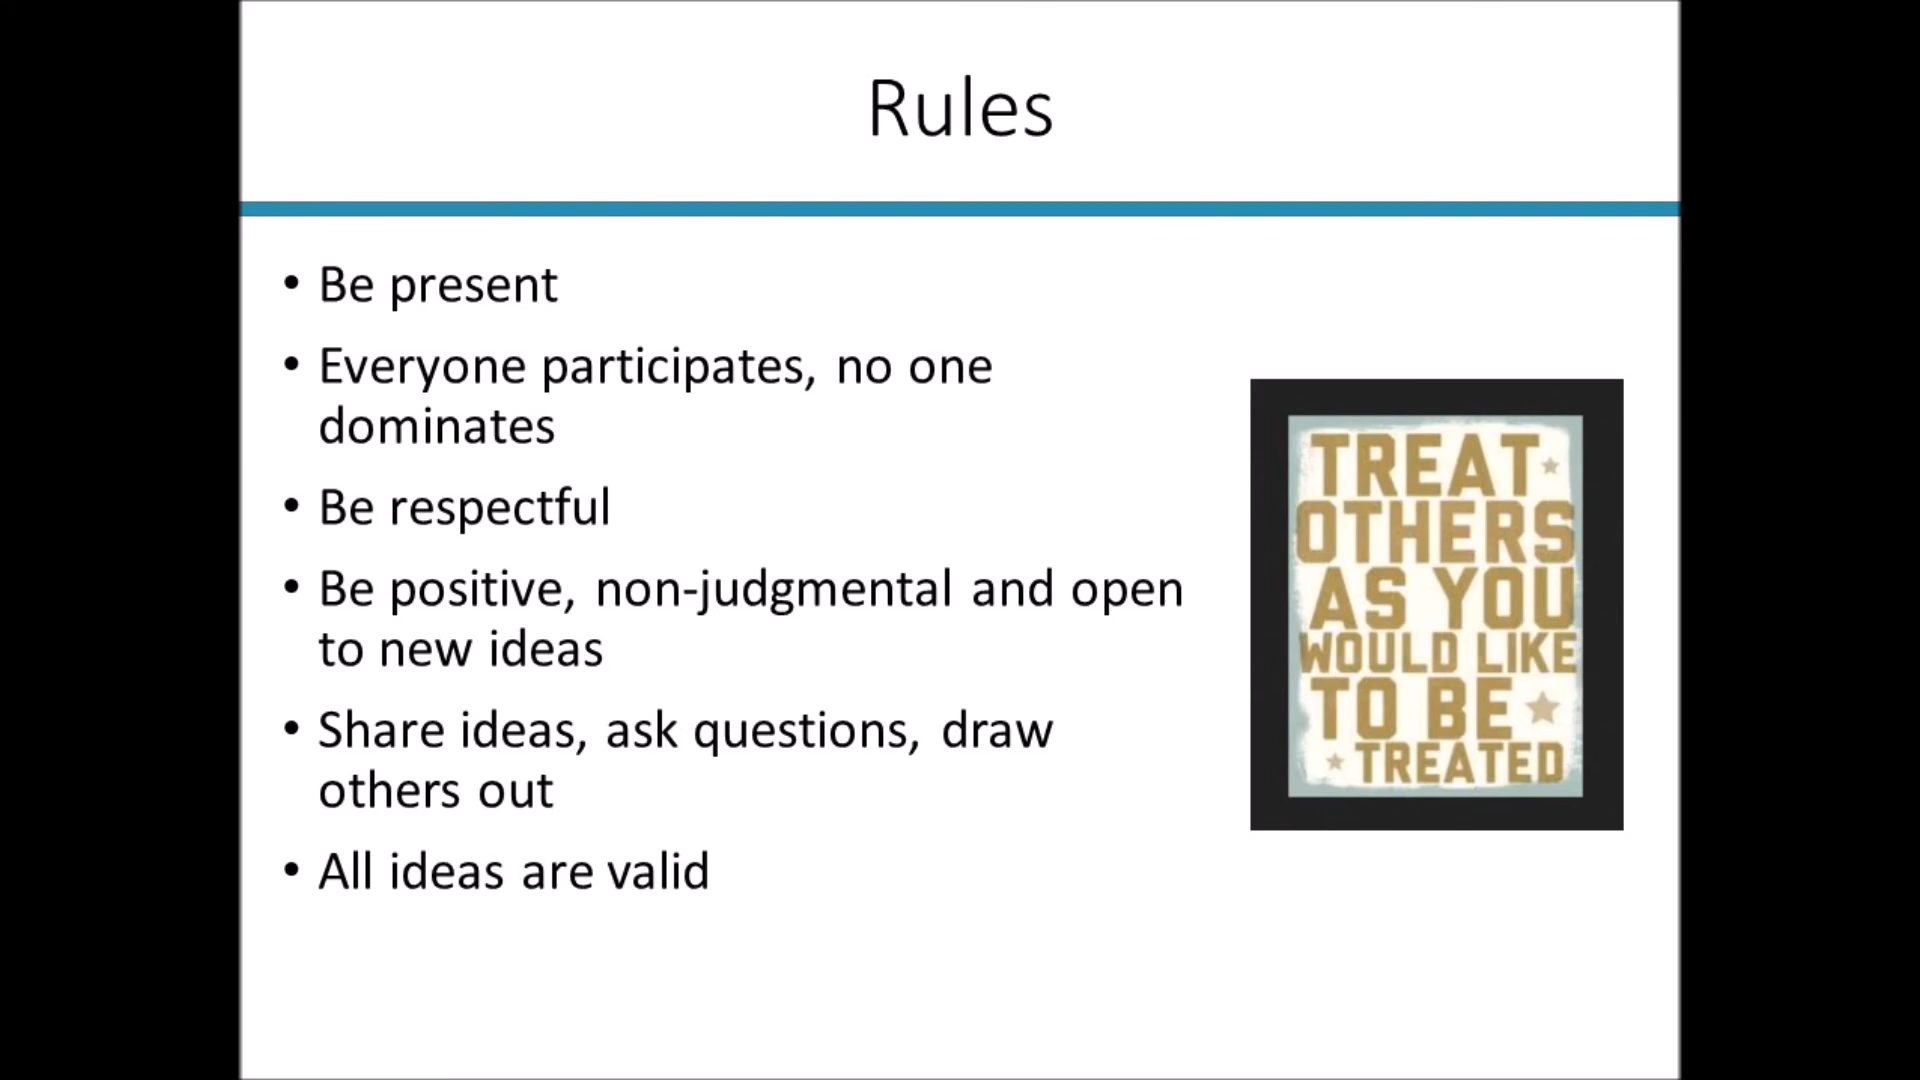 Rules
• Be present
• Everyone participates, no one
dominates
• Be respectful
• Be positive, non-judgmental and open
to new ideas
• Share ideas, ask questions, draw
others out
• All ideas are valid
TREAT
OTHERS
AS YOU
WOULD LIKE
TO BE
TREATED